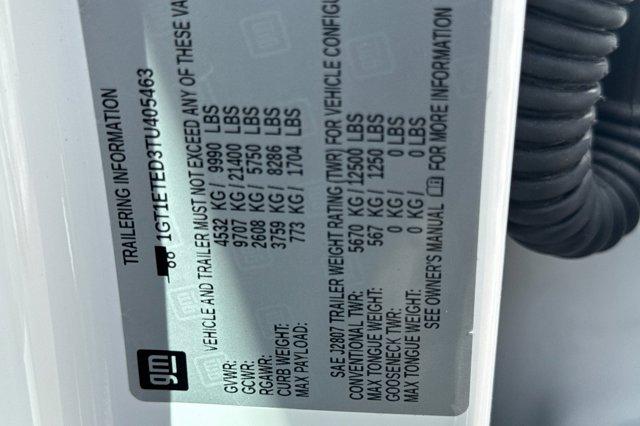 gm
TRAILERING INFORMATION
88 1GT1ETED3TU405463
VEHICLE AND TRAILER MUST NOT EXCEED ANY OF THESE VA
GVWR: 4532 KG / 9990 LBS
GCWR: 9707 KG / 21400 LBS
RGAWR: 2608 KG / 5750 LBS
CURB WEIGHT: 3759 KG / 8286 LBS
MAX PAYLOAD: 773 KG / 1704 LBS
SAE J2807 TRAILER WEIGHT RATING (TWR) FOR VEHICLE CONFIGUR
CONVENTIONAL TWR: 5670 KG / 12500 LBS
MAX TONGUE WEIGHT: 567 KG / 1250 LBS
GOOSENECK TWR: 0 KG / 0 LBS
MAX TONGUE WEIGHT: 0 KG / 0 LBS
SEE OWNER'S MANUAL FOR MORE INFORMATION